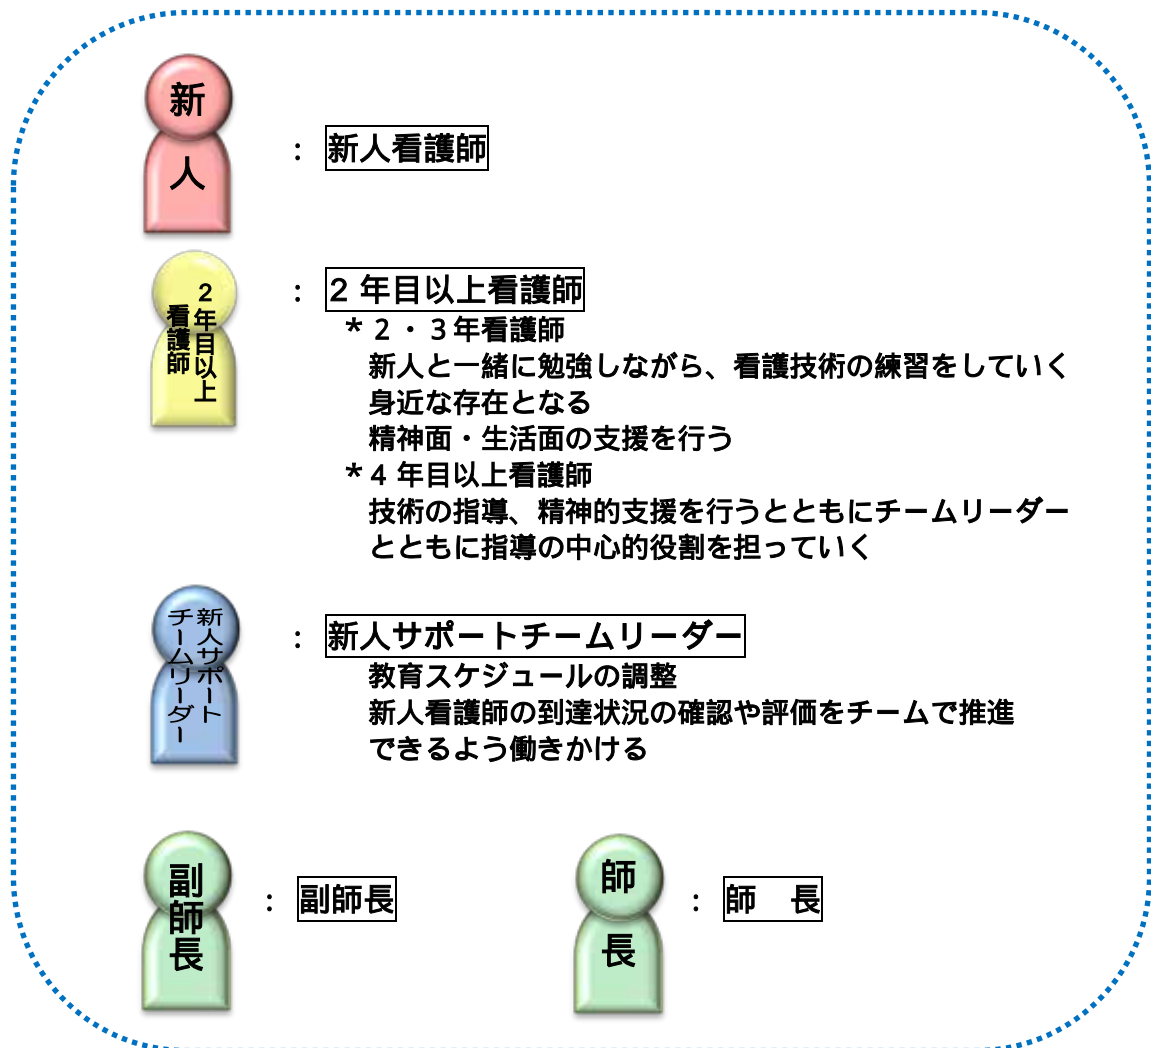 新人
： 新人看護師
2年目以上
看護師
： 2年目以上看護師
＊２・３年看護師
新人と一緒に勉強しながら、看護技術の練習をしていく
身近な存在となる
精神面・生活面の支援を行う
＊4年目以上看護師
技術の指導、精神的支援を行うとともにチームリーダー
とともに指導の中心的役割を担っていく
新人サポート
チームリーダー
： 新人サポートチームリーダー
教育スケジュールの調整
新人看護師の到達状況の確認や評価をチームで推進
できるよう働きかける
副師長
： 副師長
師長
： 師　長